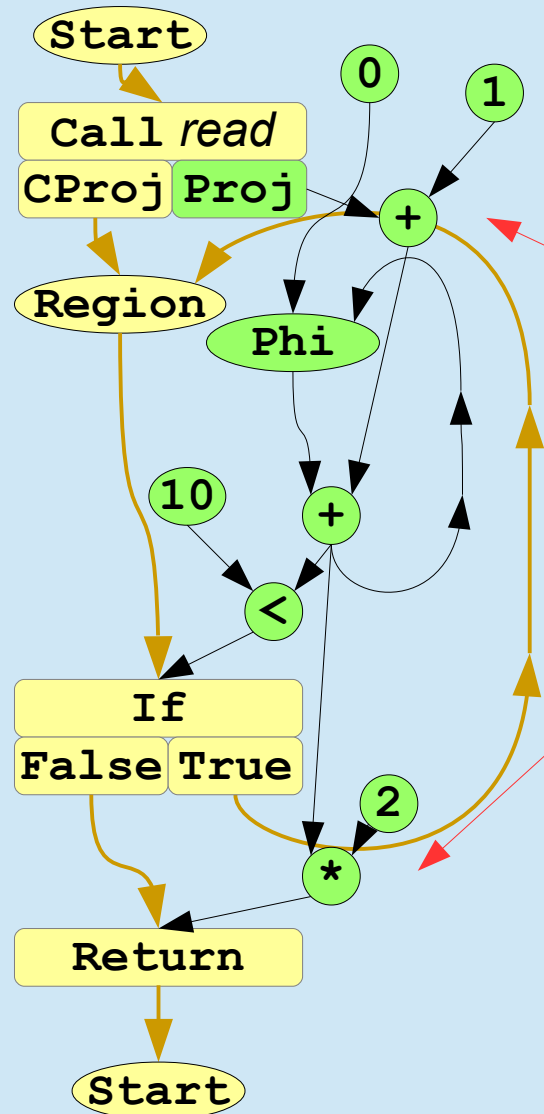 Start
0
1
Call read
CProj Proj
+
Region
Phi
10
+
<
If
False True
2
*
Return
Start